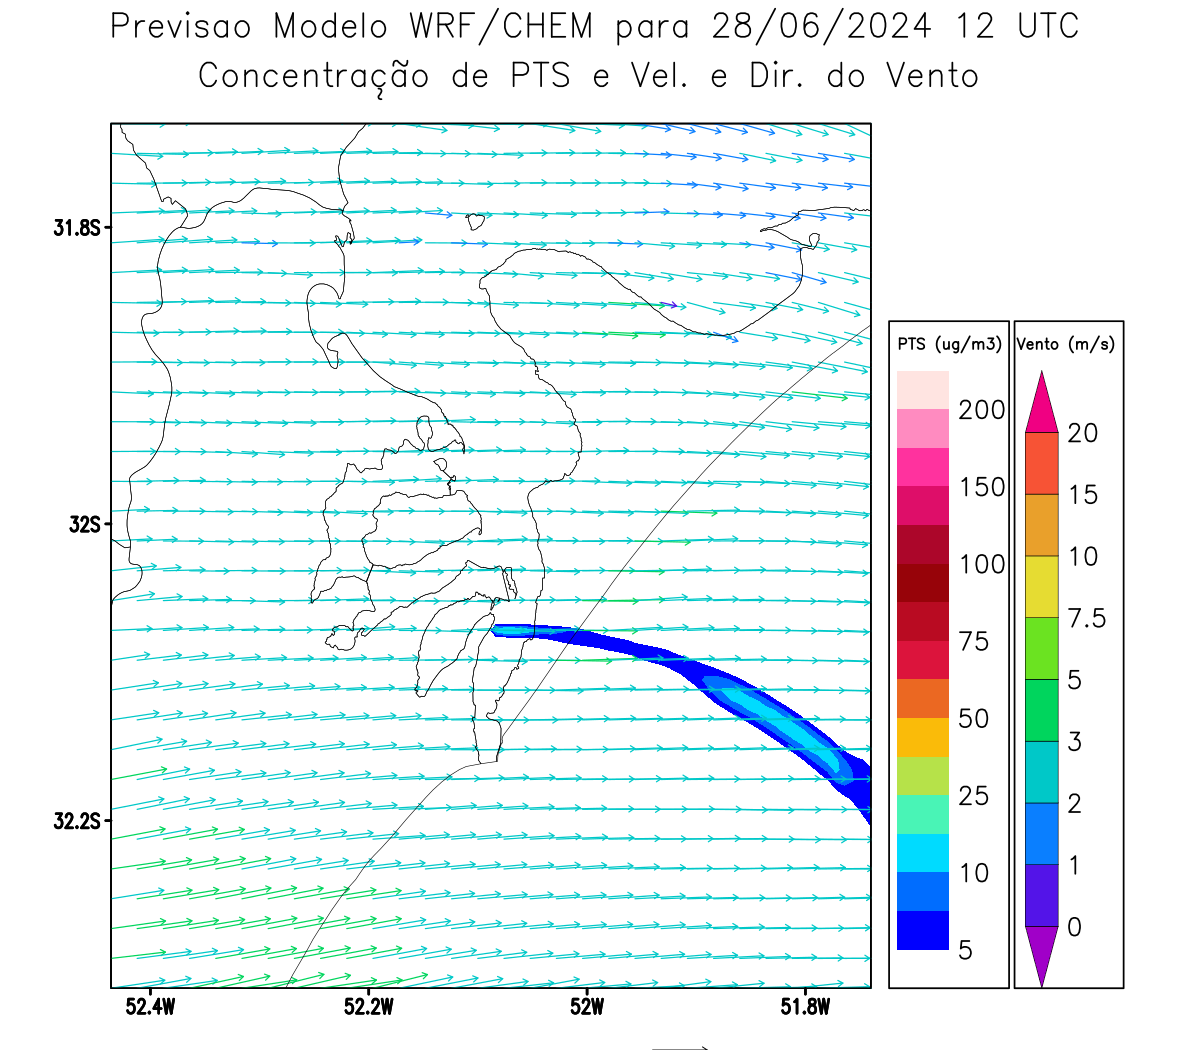 Previsao Modelo WRF/CHEM para 28/06/2024 12 UTC
Concentração de PTS e Vel. e Dir. do Vento
31.8S
32S
32.2S
52.4W 52.2W 52W 51.8W
PTS (ug/m3)
200
150
100
75
50
25
10
5
Vento (m/s)
20
15
10
7.5
5
3
2
1
0